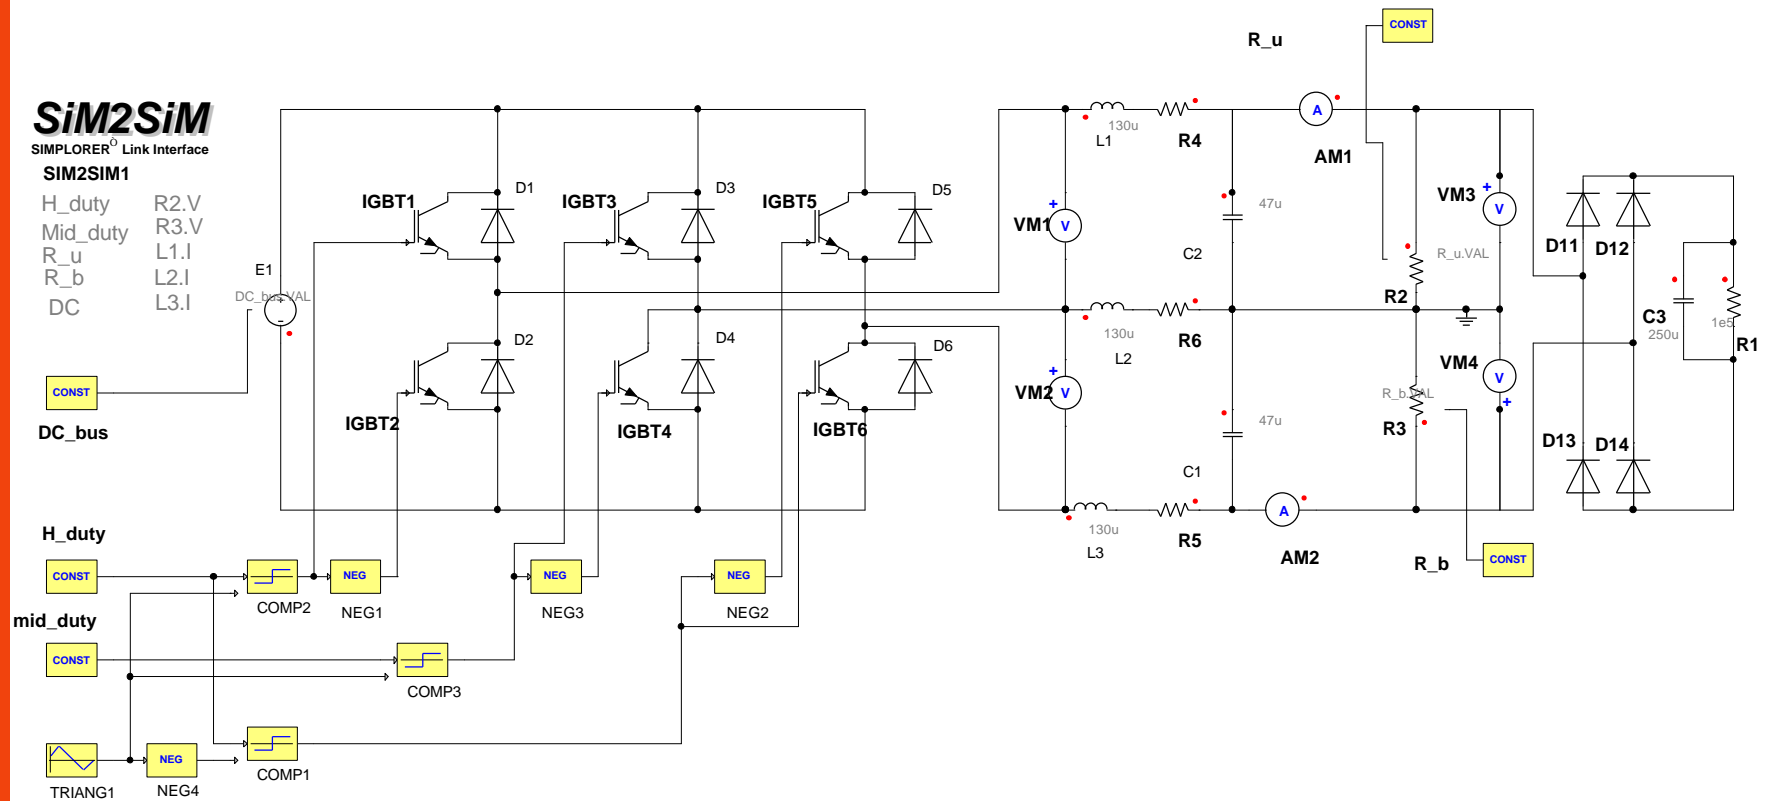 CONST
R_u
SiM2SiM
SIMPLORER® Link Interface
SIM2SIM1
H_duty R2.V
Mid_duty R3.V
R_u L1.I
R_b L2.I
DC L3.I
E1
DC_bus.VAL
+
-
CONST
DC_bus
IGBT1
D1
IGBT3
D3
IGBT5
D5
IGBT2
D2
IGBT4
D4
IGBT6
D6
VM1
+
V
VM2
+
V
L1
130u
R4
A
AM1
L2
130u
R6
L3
130u
R5
A
AM2
47u
C2
47u
C1
R_u.VAL
R2
R_b.VAL
R3
VM3
+
V
VM4
V
+
D11
D12
D13
D14
C3
250u
1e5
R1
R_b
CONST
H_duty
CONST
COMP2
NEG
NEG1
NEG
NEG3
NEG
NEG2
mid_duty
CONST
COMP3
TRIANG1
NEG
NEG4
COMP1